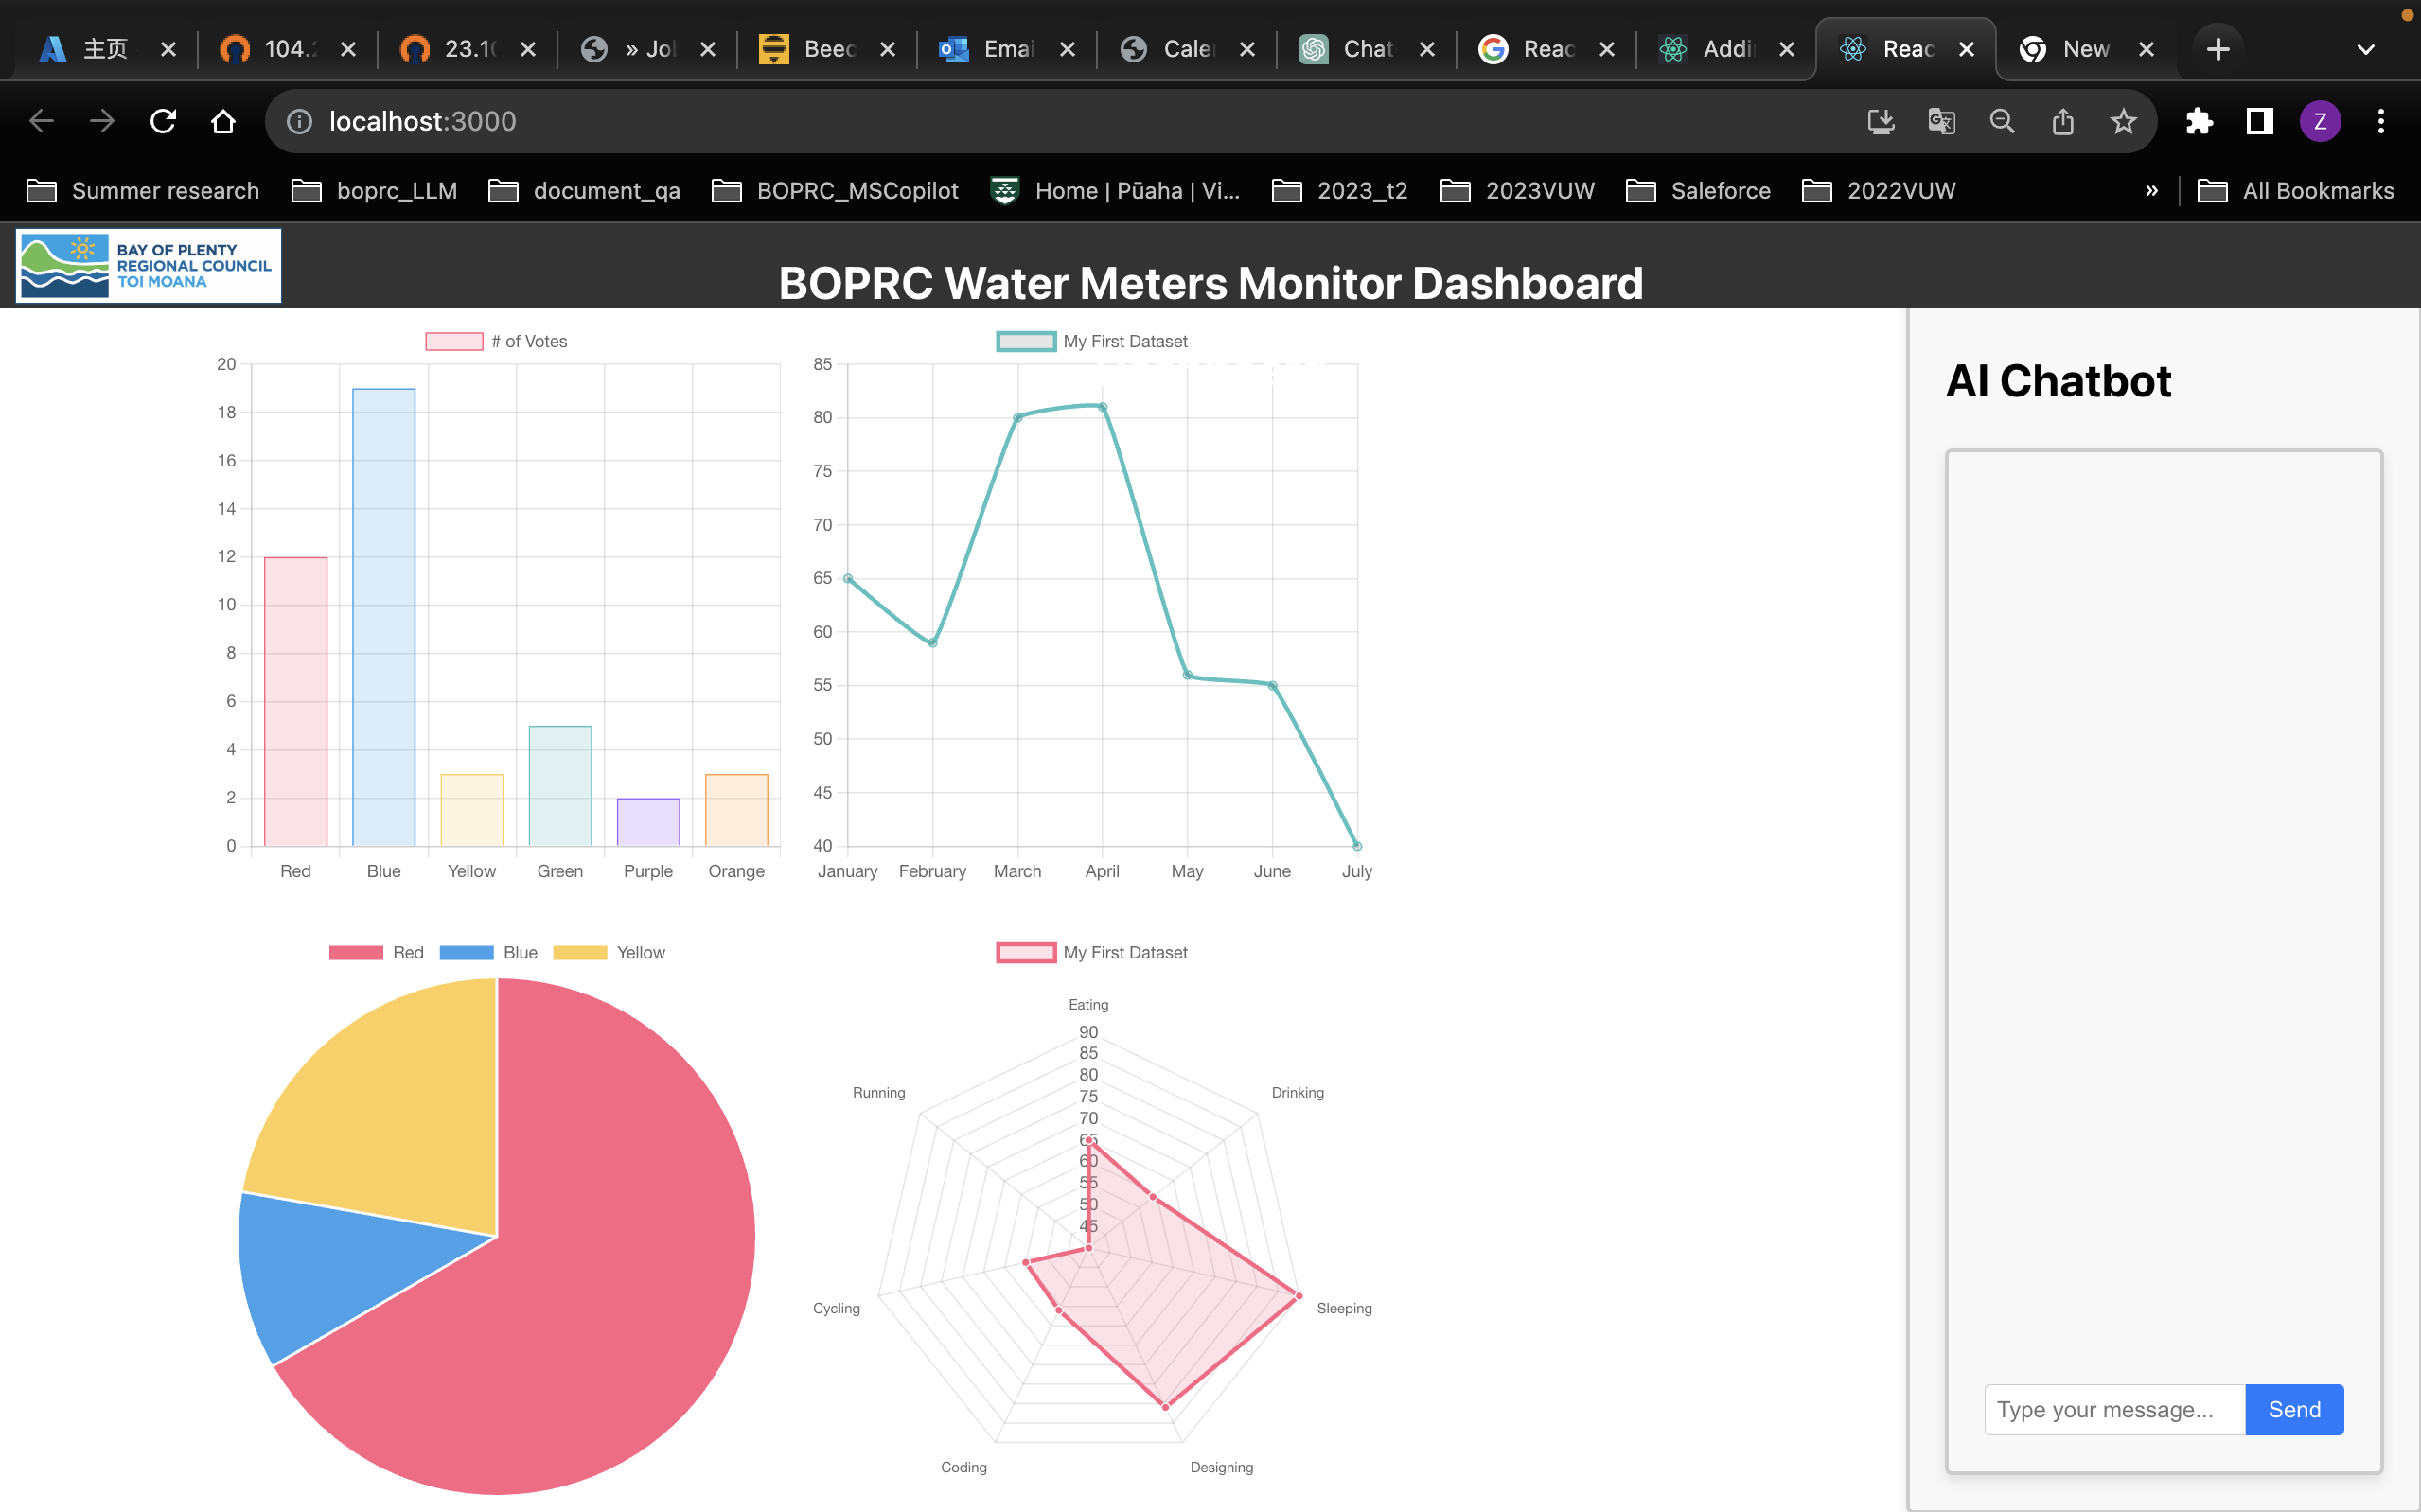 主页
104.2
23.10
» Jol
Beec
Emai
Caler
Chat
Reac
Addi
Reac
New
localhost:3000
Z
Summer research
boprc_LLM
document_qa
BOPRC_MSCopilot
Home | Pūaha | Vi...
2023_t2
2023VUW
Saleforce
2022VUW
»
All Bookmarks
BAY OF PLENTY
REGIONAL COUNCIL
TOI MOANA
BOPRC Water Meters Monitor Dashboard
# of Votes
20
18
16
14
12
10
8
6
4
2
0
Red Blue Yellow Green Purple Orange
My First Dataset
85
80
75
70
65
60
55
50
45
40
January February March April May June July
Red Blue Yellow
My First Dataset
Eating
90
85
80
75
70
65
60
55
50
45
Running
Drinking
Cycling
Sleeping
Coding
Designing
AI Chatbot
Type your message...
Send